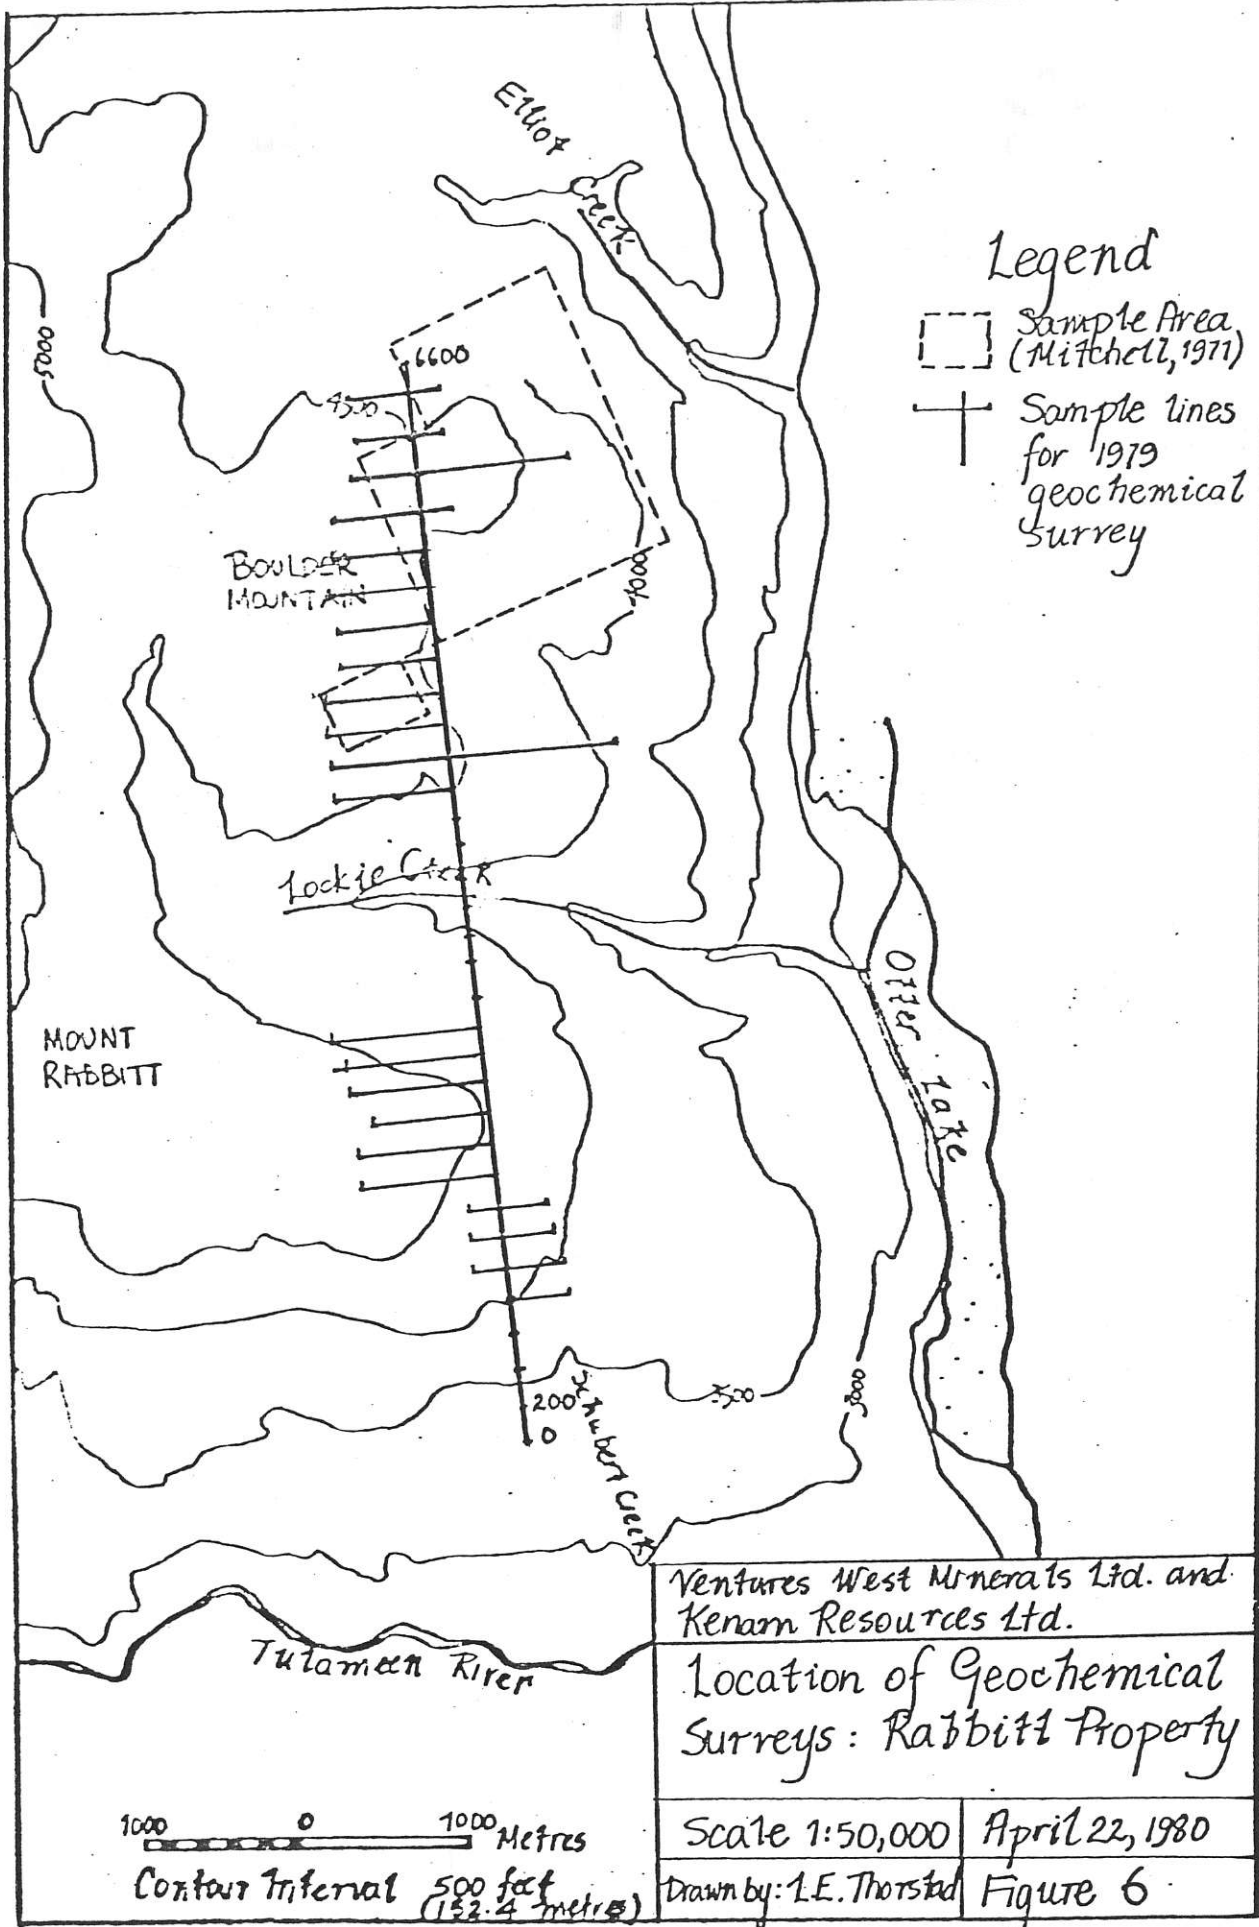 Elliot
Creek
Legend
Sample Area,
(Mitchell, 1971)
Sample lines
for 1979
geochemical
Survey
5000
6600
4500
BOULDER
MOUNTAIN
4000
Lockie Creek
MOUNT
RABBITT
Otter Lake
200
0
Schubert Creek
3500
3000
Tulameen River
Ventures West Minerals Ltd. and
Kenam Resources Ltd.
Location of Geochemical
Surveys: Rabbitt Property
1000 0 1000 Metres
Contour Interval 500 feet
(152.4 metres)
Scale 1:50,000
April 22, 1980
Drawn by: L.E. Thorstad
Figure 6